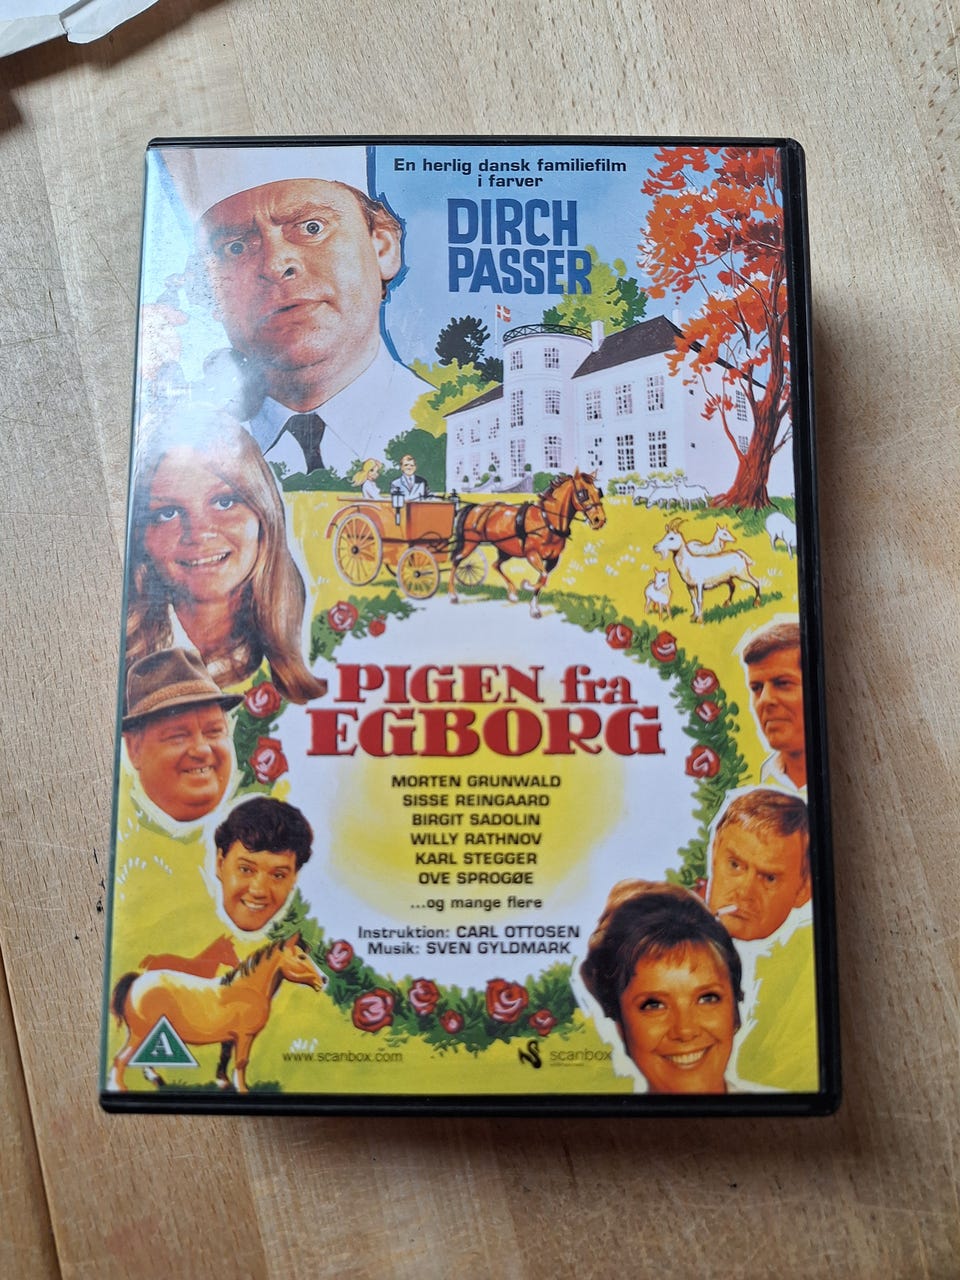 En herlig dansk familiefilm
i farver
DIRCH
PASSER
PIGEN fra
EGBORG
MORTEN GRUNWALD
SISSE REINGAARD
BIRGIT SADOLIN
WILLY RATHNOV
KARL STEGGER
OVE SPROGØE
...og mange flere
Instruktion: CARL OTTOSEN
Musik: SVEN GYLDMARK
A
www.scanbox.com
scanbox